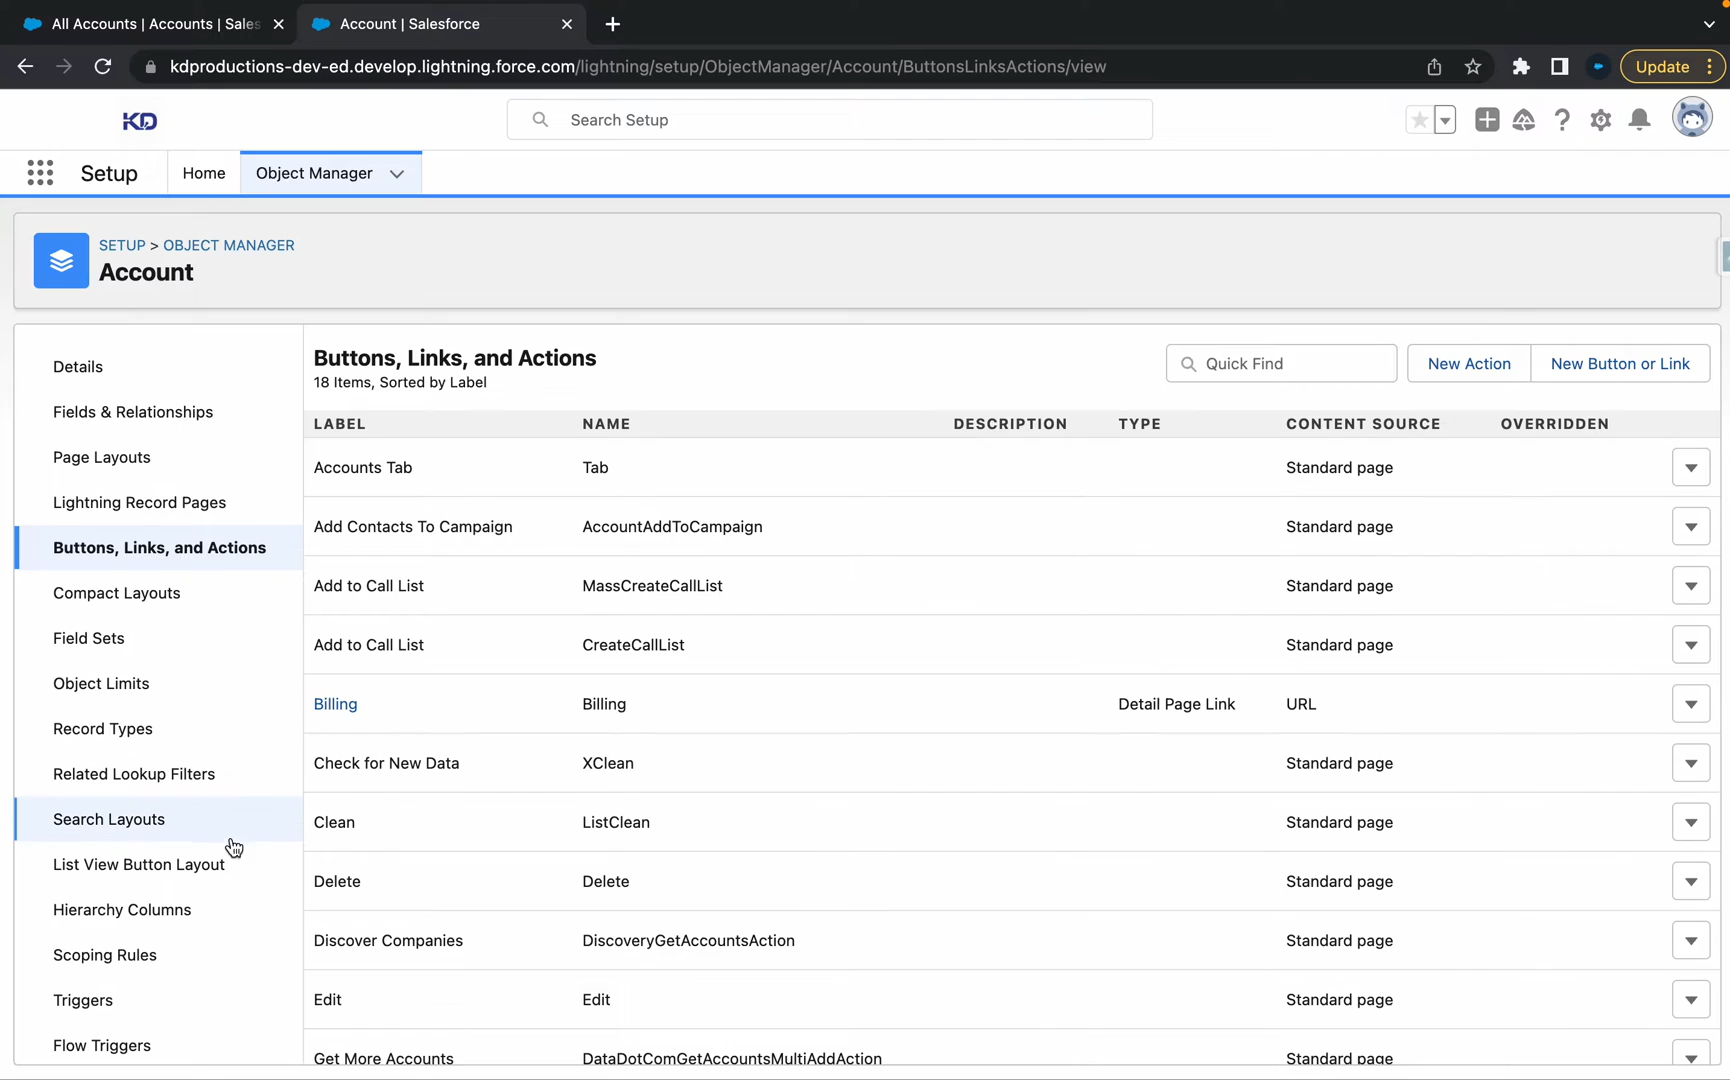 All Accounts | Accounts | Sales
Account | Salesforce
kdproductions-dev-ed.develop.lightning.force.com/lightning/setup/ObjectManager/Account/ButtonsLinksActions/view
Update
KD
Search Setup
Setup
Home
Object Manager
SETUP > OBJECT MANAGER
Account
Details
Fields & Relationships
Page Layouts
Lightning Record Pages
Buttons, Links, and Actions
Compact Layouts
Field Sets
Object Limits
Record Types
Related Lookup Filters
Search Layouts
List View Button Layout
Hierarchy Columns
Scoping Rules
Triggers
Flow Triggers
Buttons, Links, and Actions
18 Items, Sorted by Label
Quick Find
New Action
New Button or Link
LABEL NAME DESCRIPTION TYPE CONTENT SOURCE OVERRIDDEN
Accounts Tab Tab Standard page
Add Contacts To Campaign AccountAddToCampaign Standard page
Add to Call List MassCreateCallList Standard page
Add to Call List CreateCallList Standard page
Billing Billing Detail Page Link URL
Check for New Data XClean Standard page
Clean ListClean Standard page
Delete Delete Standard page
Discover Companies DiscoveryGetAccountsAction Standard page
Edit Edit Standard page
Get More Accounts DataDotComGetAccountsMultiAddAction Standard page